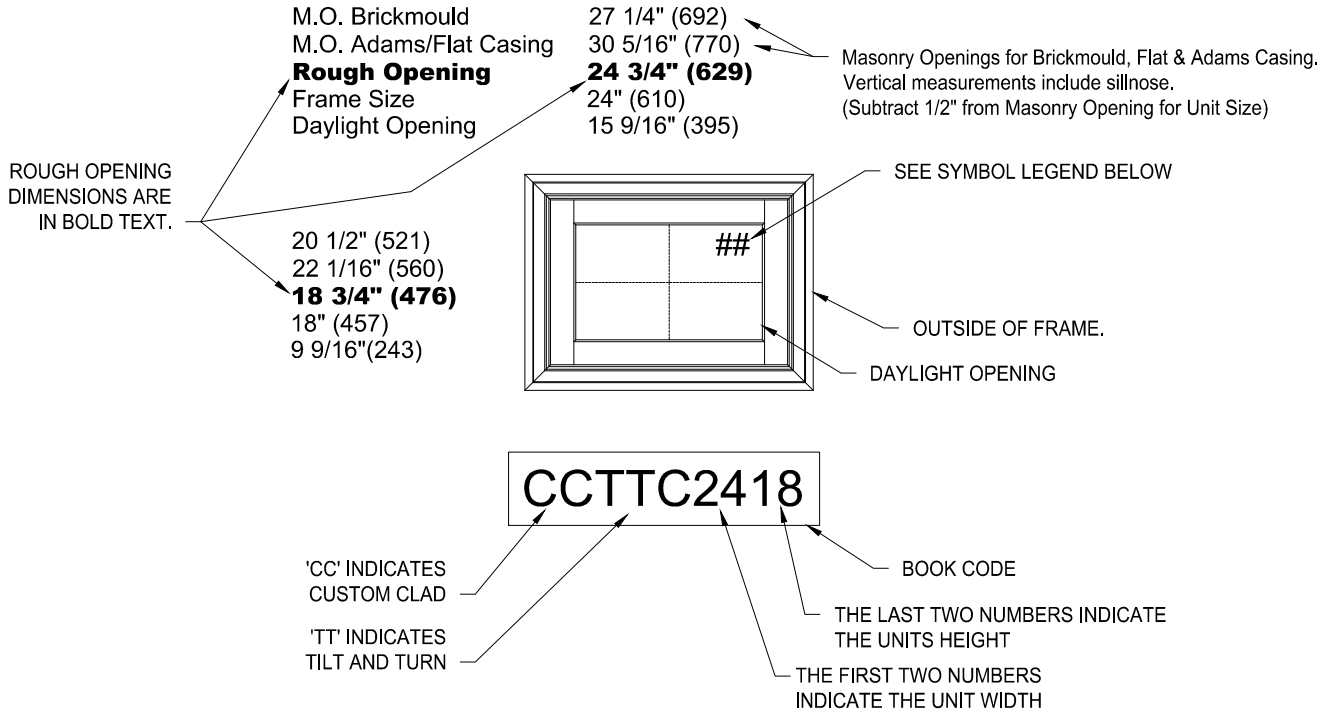 M.O. Brickmould 27 1/4" (692)
M.O. Adams/Flat Casing 30 5/16" (770)
Rough Opening 24 3/4" (629)
Frame Size 24" (610)
Daylight Opening 15 9/16" (395)
Masonry Openings for Brickmould, Flat & Adams Casing.
Vertical measurements include sillnose.
(Subtract 1/2" from Masonry Opening for Unit Size)
ROUGH OPENING
DIMENSIONS ARE
IN BOLD TEXT.
SEE SYMBOL LEGEND BELOW
##
20 1/2" (521)
22 1/16" (560)
18 3/4" (476)
18" (457)
9 9/16"(243)
OUTSIDE OF FRAME.
DAYLIGHT OPENING
CCTTC2418
'CC' INDICATES
CUSTOM CLAD
BOOK CODE
'TT' INDICATES
TILT AND TURN
THE LAST TWO NUMBERS INDICATE
THE UNITS HEIGHT
THE FIRST TWO NUMBERS
INDICATE THE UNIT WIDTH